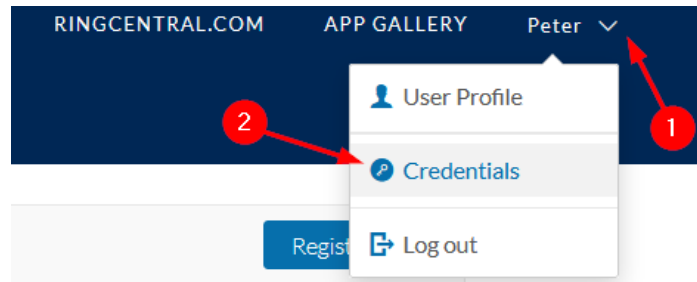 RINGCENTRAL.COM APP GALLERY Peter
User Profile
1
2
Credentials
Regist
Log out